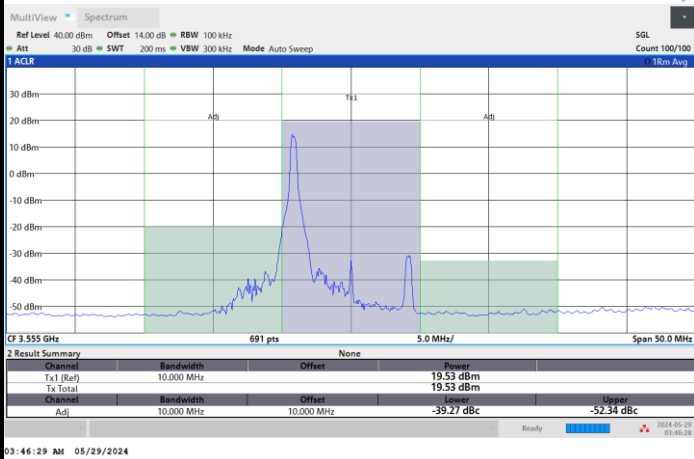 MultiView Spectrum
Ref Level 40.00 dBm Offset 14.00 dB RBW 100 kHz SGL
Att 30 dB SWT 200 ms VBW 300 kHz Mode Auto Sweep Count 100/100
1 ACLR 1Rm Avg
30 dBm
Tx1
20 dBm Adj Adj
10 dBm
0 dBm
-10 dBm
-20 dBm
-30 dBm
-40 dBm
-50 dBm
CF 3.555 GHz 691 pts 5.0 MHz/ Span 50.0 MHz
2 Result Summary None
Channel Bandwidth Offset Power
Tx1 (Ref) 10.000 MHz 19.53 dBm
Tx Total 19.53 dBm
Channel Bandwidth Offset Lower Upper
Adj 10.000 MHz 10.000 MHz -39.27 dBc -52.34 dBc
Ready 2024-05-29
03:46:28
03:46:29 AM 05/29/2024